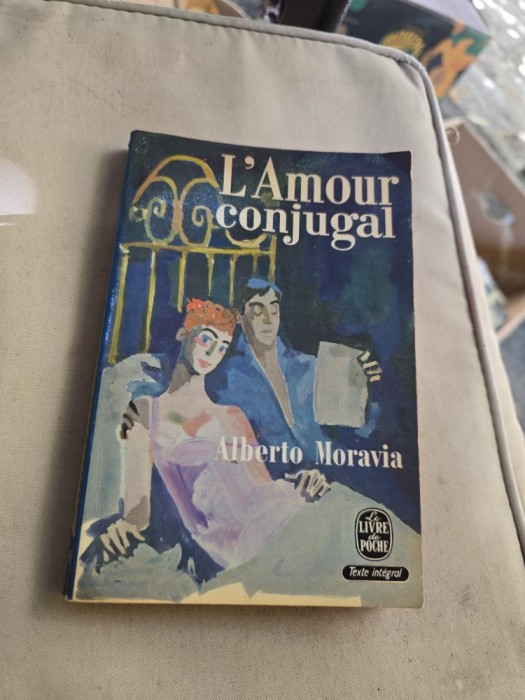 L'Amour
conjugal
Alberto Moravia
Le
LIVRE
de
POCHE
Texte intégral